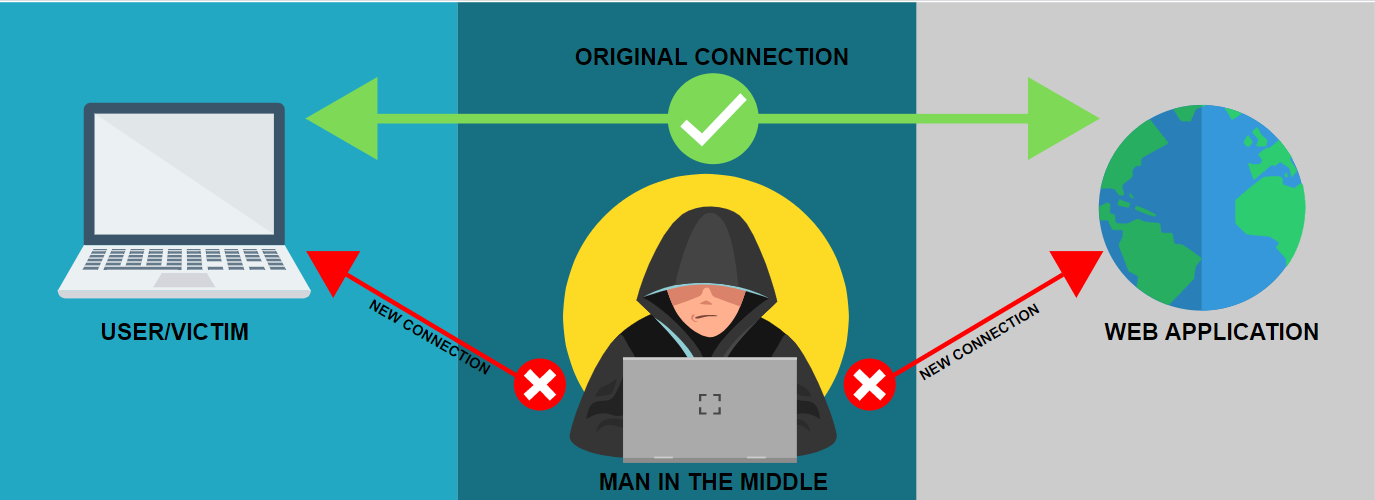 ORIGINAL CONNECTION
USER/VICTIM
NEW CONNECTION
NEW CONNECTION
WEB APPLICATION
MAN IN THE MIDDLE